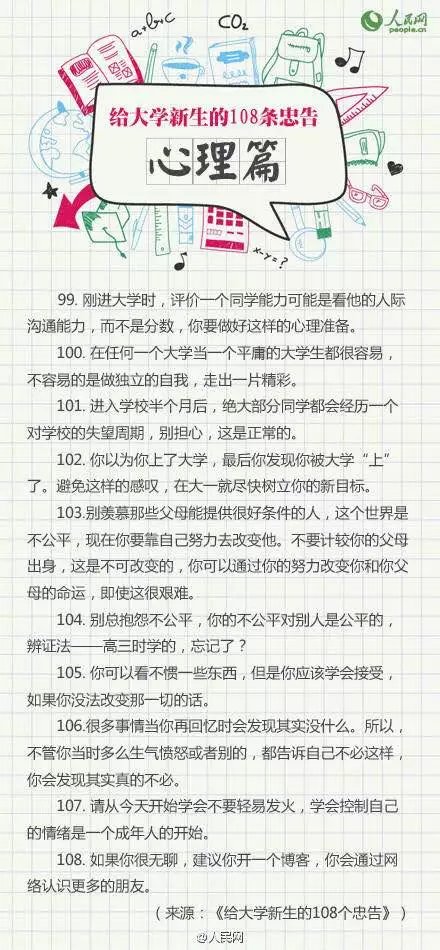 a+b+c
CO₂
人民网
people.cn
给大学新生的108条忠告
心理篇
x-y=?
99. 刚进大学时，评价一个同学能力可能是看他的人际
沟通能力，而不是分数，你要做好这样的心理准备。
100. 在任何一个大学当一个平庸的大学生都很容易，
不容易的是做独立的自我，走出一片精彩。
101. 进入学校半个月后，绝大部分同学都会经历一个
对学校的失望周期，别担心，这是正常的。
102. 你以为你上了大学，最后你发现你被大学“上”
了。避免这样的感叹，在大一就尽快树立你的新目标。
103.别羡慕那些父母能提供很好条件的人，这个世界是
不公平，现在你要靠自己努力去改变他。不要计较你的父母
出身，这是不可改变的，你可以通过你的努力改变你和你父
母的命运，即使这很艰难。
104. 别总抱怨不公平，你的不公平对别人是公平的，
辨证法——高三时学的，忘记了？
105. 你可以看不惯一些东西，但是你应该学会接受，
如果你没法改变那一切的话。
106.很多事情当你再回忆时会发现其实没什么。所以，
不管你当时多么生气愤怒或者别的，都告诉自己不必这样，
你会发现其实真的不必。
107. 请从今天开始学会不要轻易发火，学会控制自己
的情绪是一个成年人的开始。
108. 如果你很无聊，建议你开一个博客，你会通过网
络认识更多的朋友。
（来源：《给大学新生的108个忠告》）
@人民网